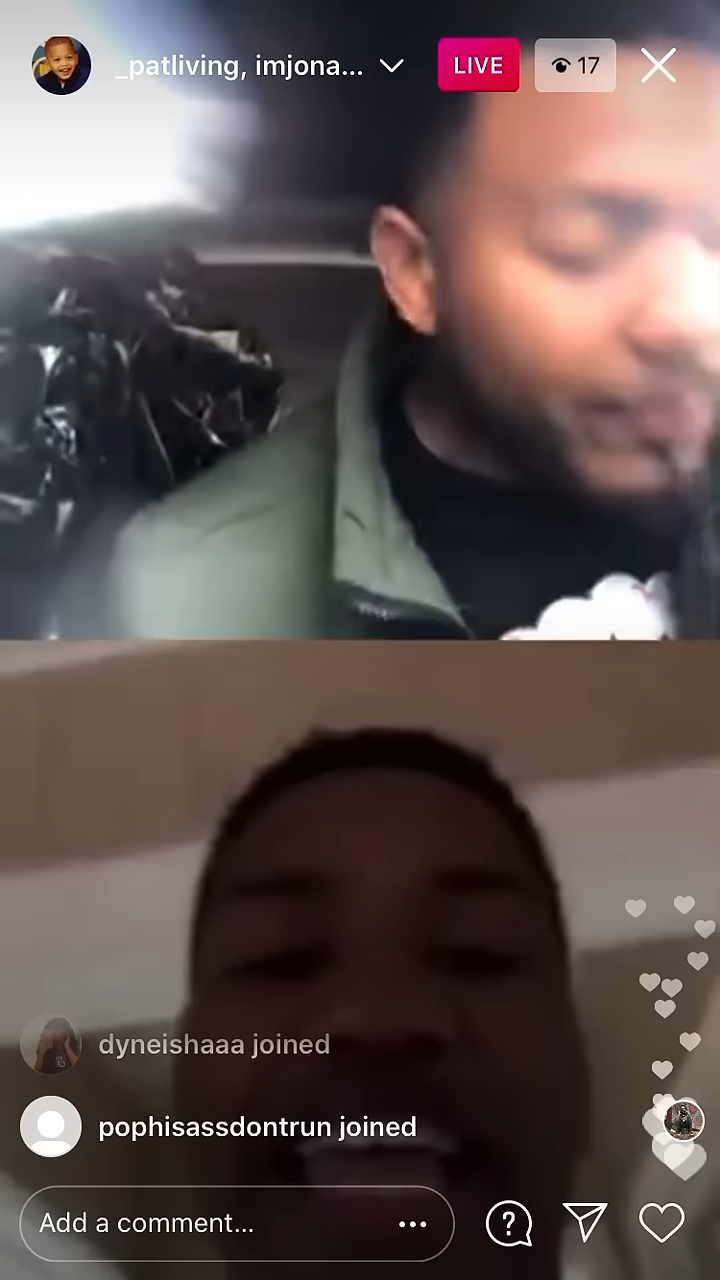 _patliving, imjona...
LIVE
17
dyneishaaa joined
pophisassdontrun joined
Add a comment...
?